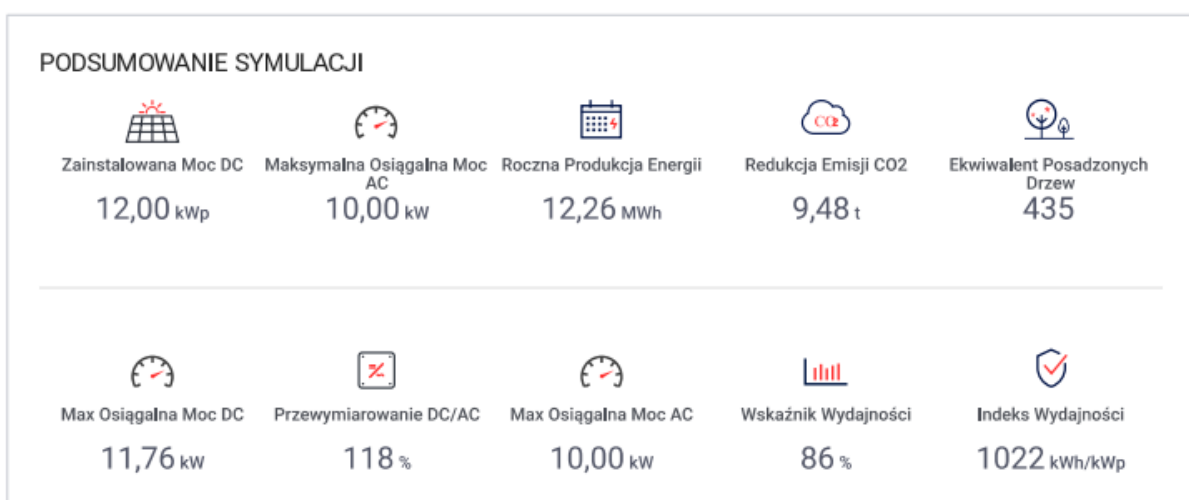 PODSUMOWANIE SYMULACJI
CO2
Zainstalowana Moc DC
Maksymalna Osiągalna Moc
AC
Roczna Produkcja Energii
Redukcja Emisji CO2
Ekwiwalent Posadzonych
Drzew
12,00 kWp
10,00 kW
12,26 MWh
9,48 t
435
Max Osiągalna Moc DC
Przewymiarowanie DC/AC
Max Osiągalna Moc AC
Wskaźnik Wydajności
Indeks Wydajności
11,76 kW
118 %
10,00 kW
86 %
1022 kWh/kWp